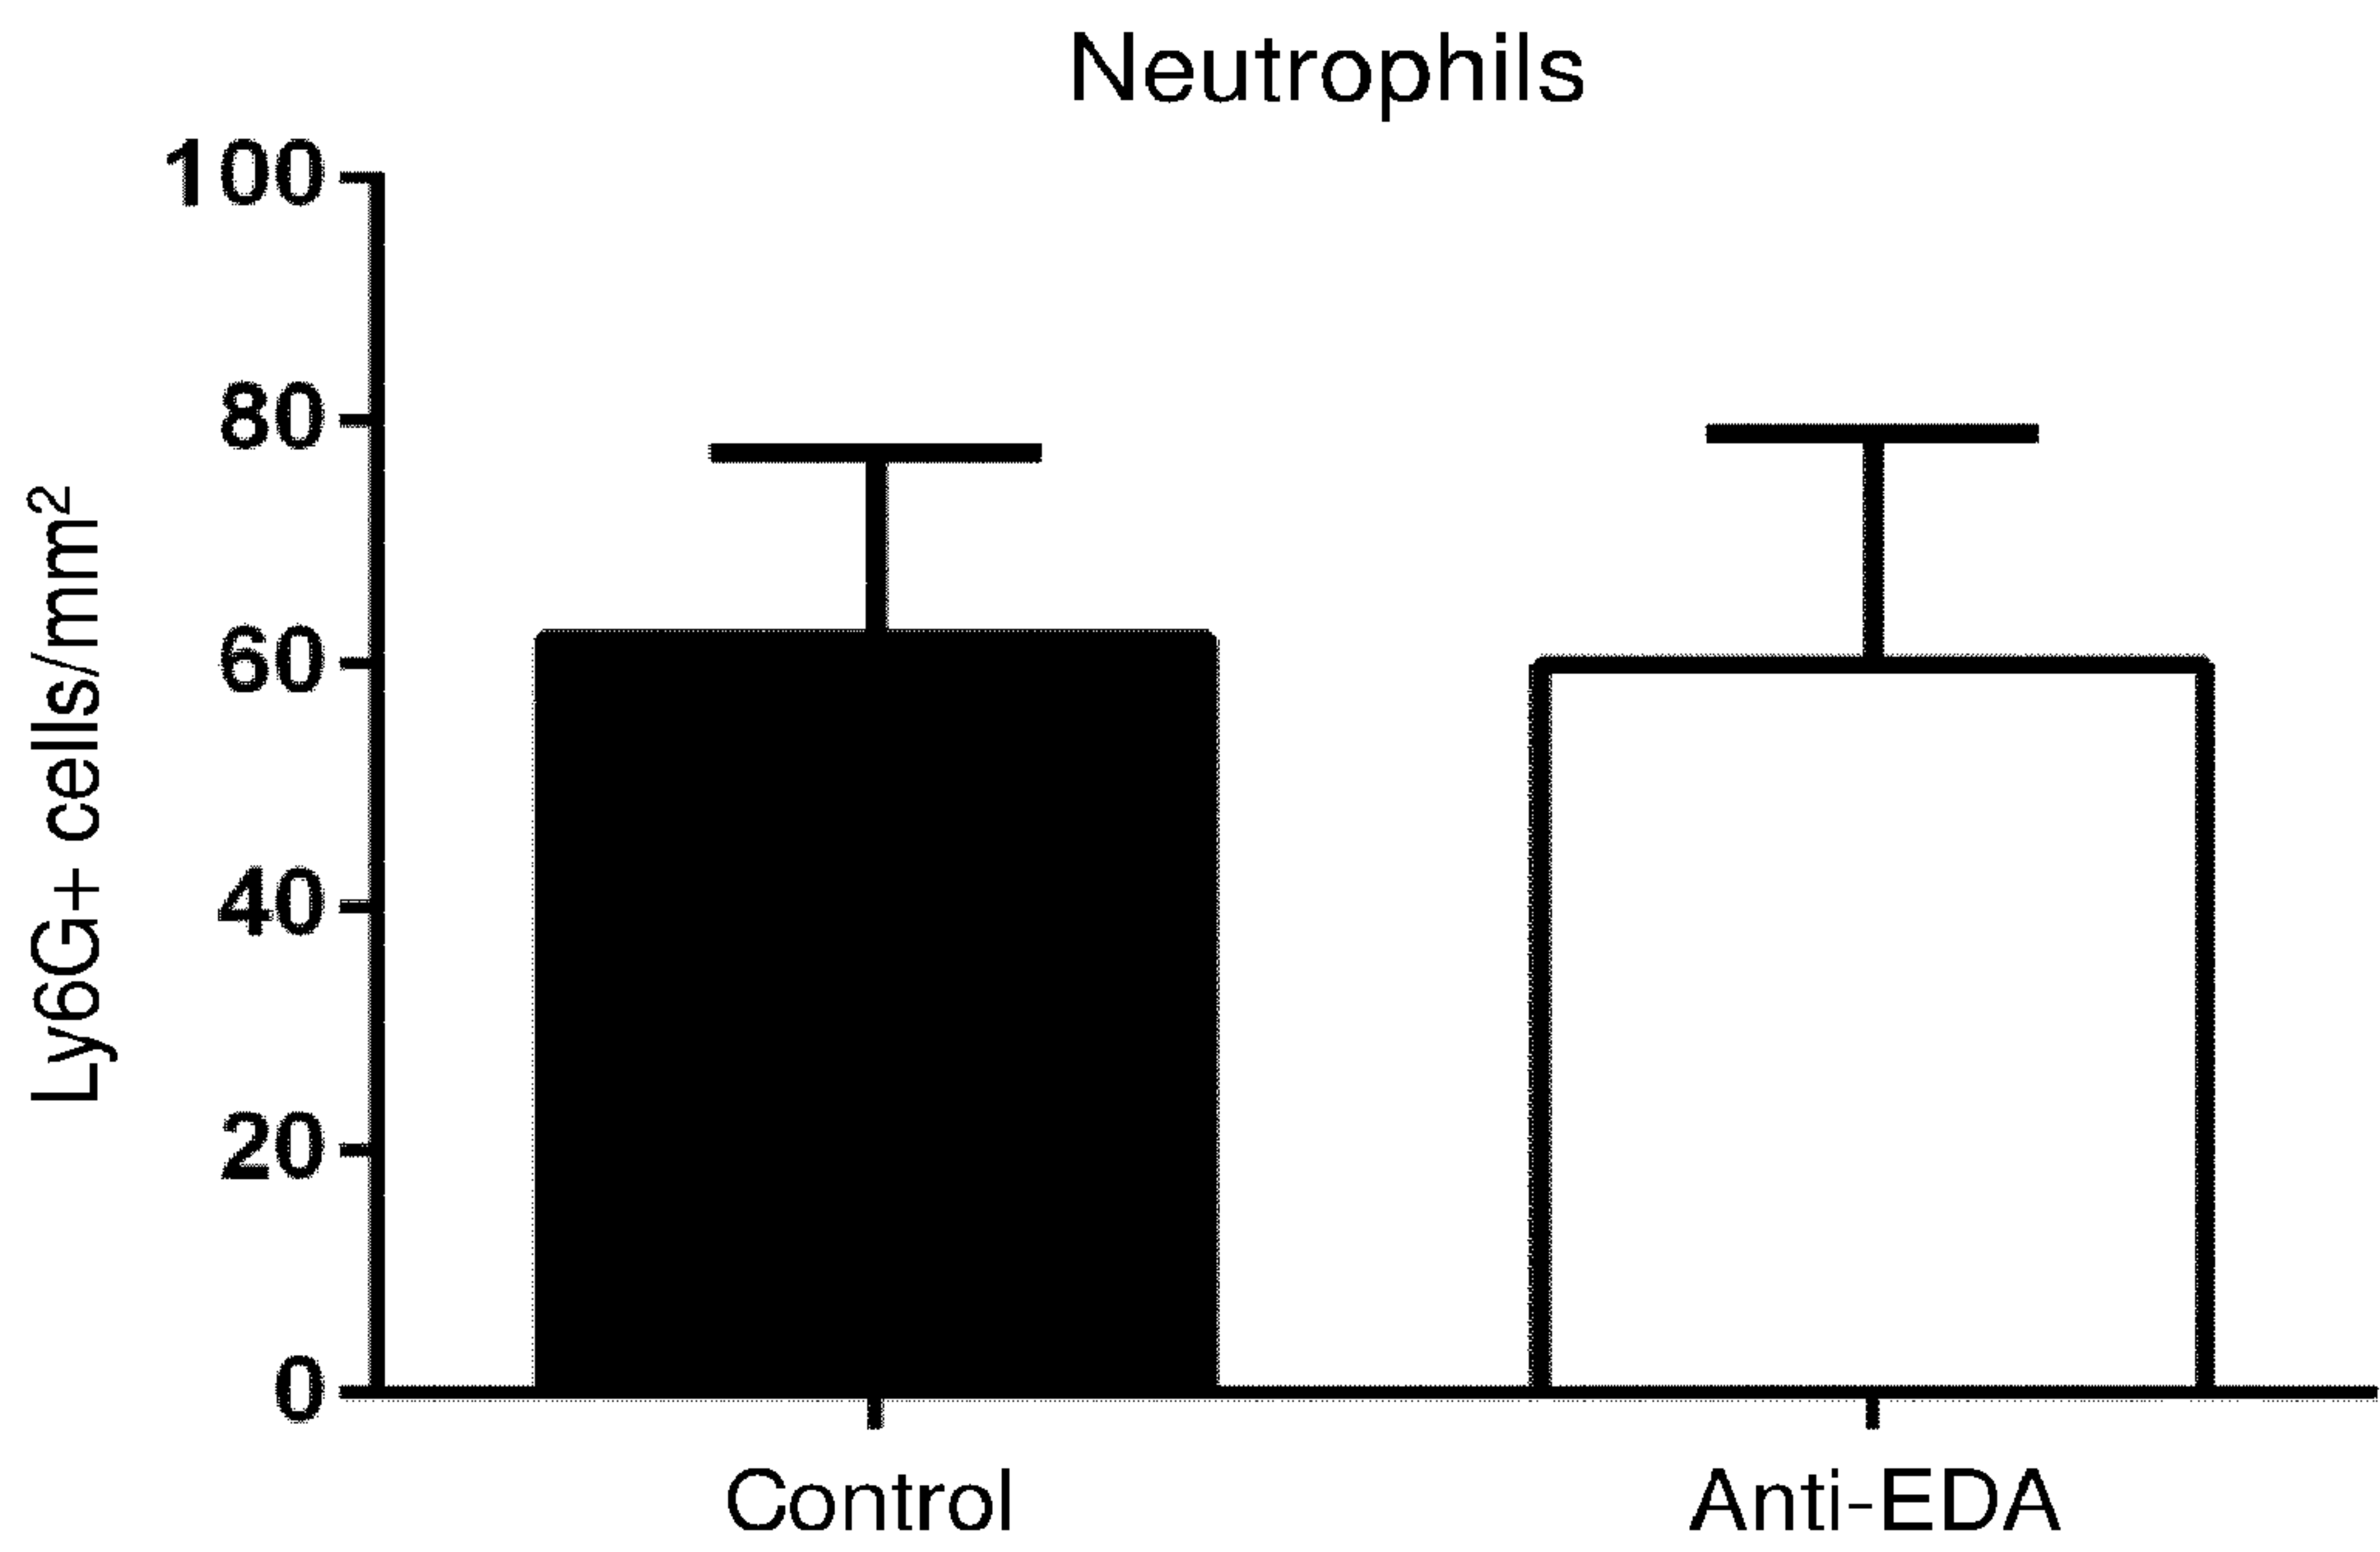 Neutrophils
Ly6G+ cells/mm²
100
80
60
40
20
0
Control
Anti-EDA